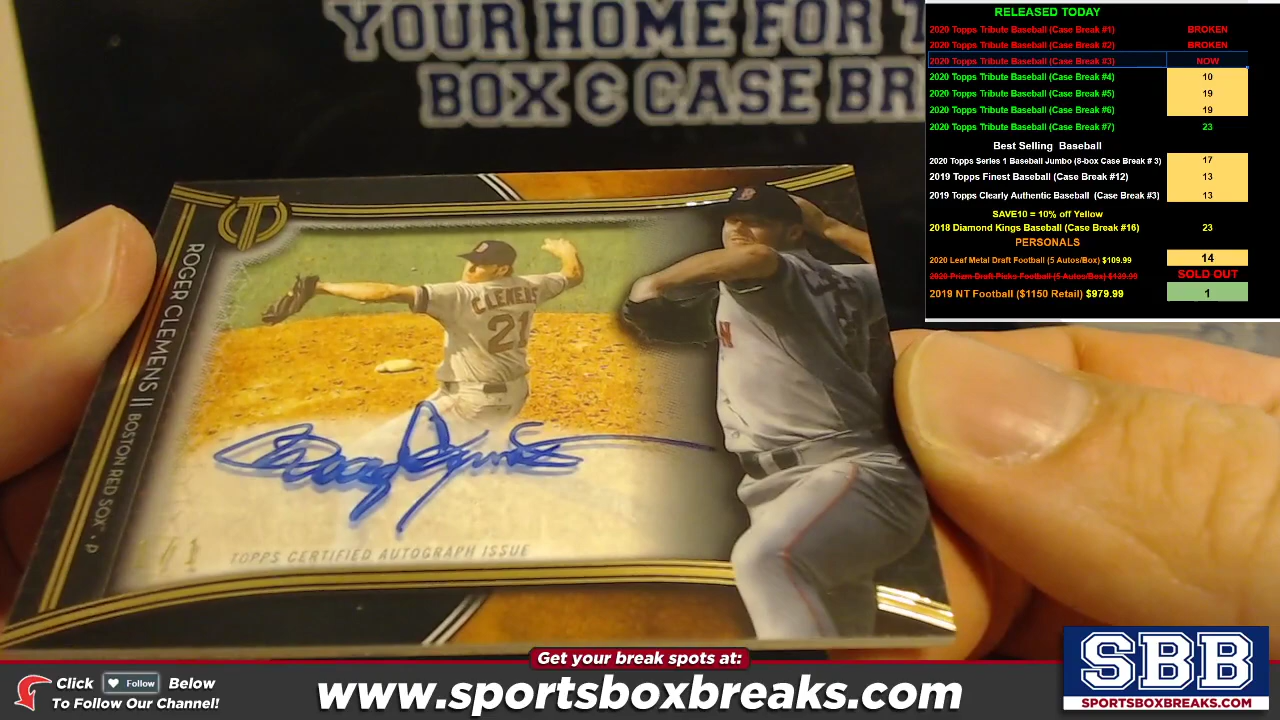 YOUR HOME FOR
BOX & CASE BR
ROGER CLEMENS || BOSTON RED SOX - P
CLEMENS
21
1/1
TOPPS CERTIFIED AUTOGRAPH ISSUE
RELEASED TODAY
2020 Topps Tribute Baseball (Case Break #1) BROKEN
2020 Topps Tribute Baseball (Case Break #2) BROKEN
2020 Topps Tribute Baseball (Case Break #3) NOW
2020 Topps Tribute Baseball (Case Break #4) 10
2020 Topps Tribute Baseball (Case Break #5) 19
2020 Topps Tribute Baseball (Case Break #6) 19
2020 Topps Tribute Baseball (Case Break #7) 23
Best Selling Baseball
2020 Topps Series 1 Baseball Jumbo (8-box Case Break # 3) 17
2019 Topps Finest Baseball (Case Break #12) 13
2019 Topps Clearly Authentic Baseball (Case Break #3) 13
SAVE10 = 10% off Yellow
2018 Diamond Kings Baseball (Case Break #16) 23
PERSONALS
2020 Leaf Metal Draft Football (5 Autos/Box) $109.99 14
2020 Prizm Draft Picks Football (5 Autos/Box) $139.99 SOLD OUT
2019 NT Football ($1150 Retail) $979.99 1
Get your break spots at:
Click Follow Below
To Follow Our Channel!
www.sportsboxbreaks.com
SBB
SPORTSBOXBREAKS.COM